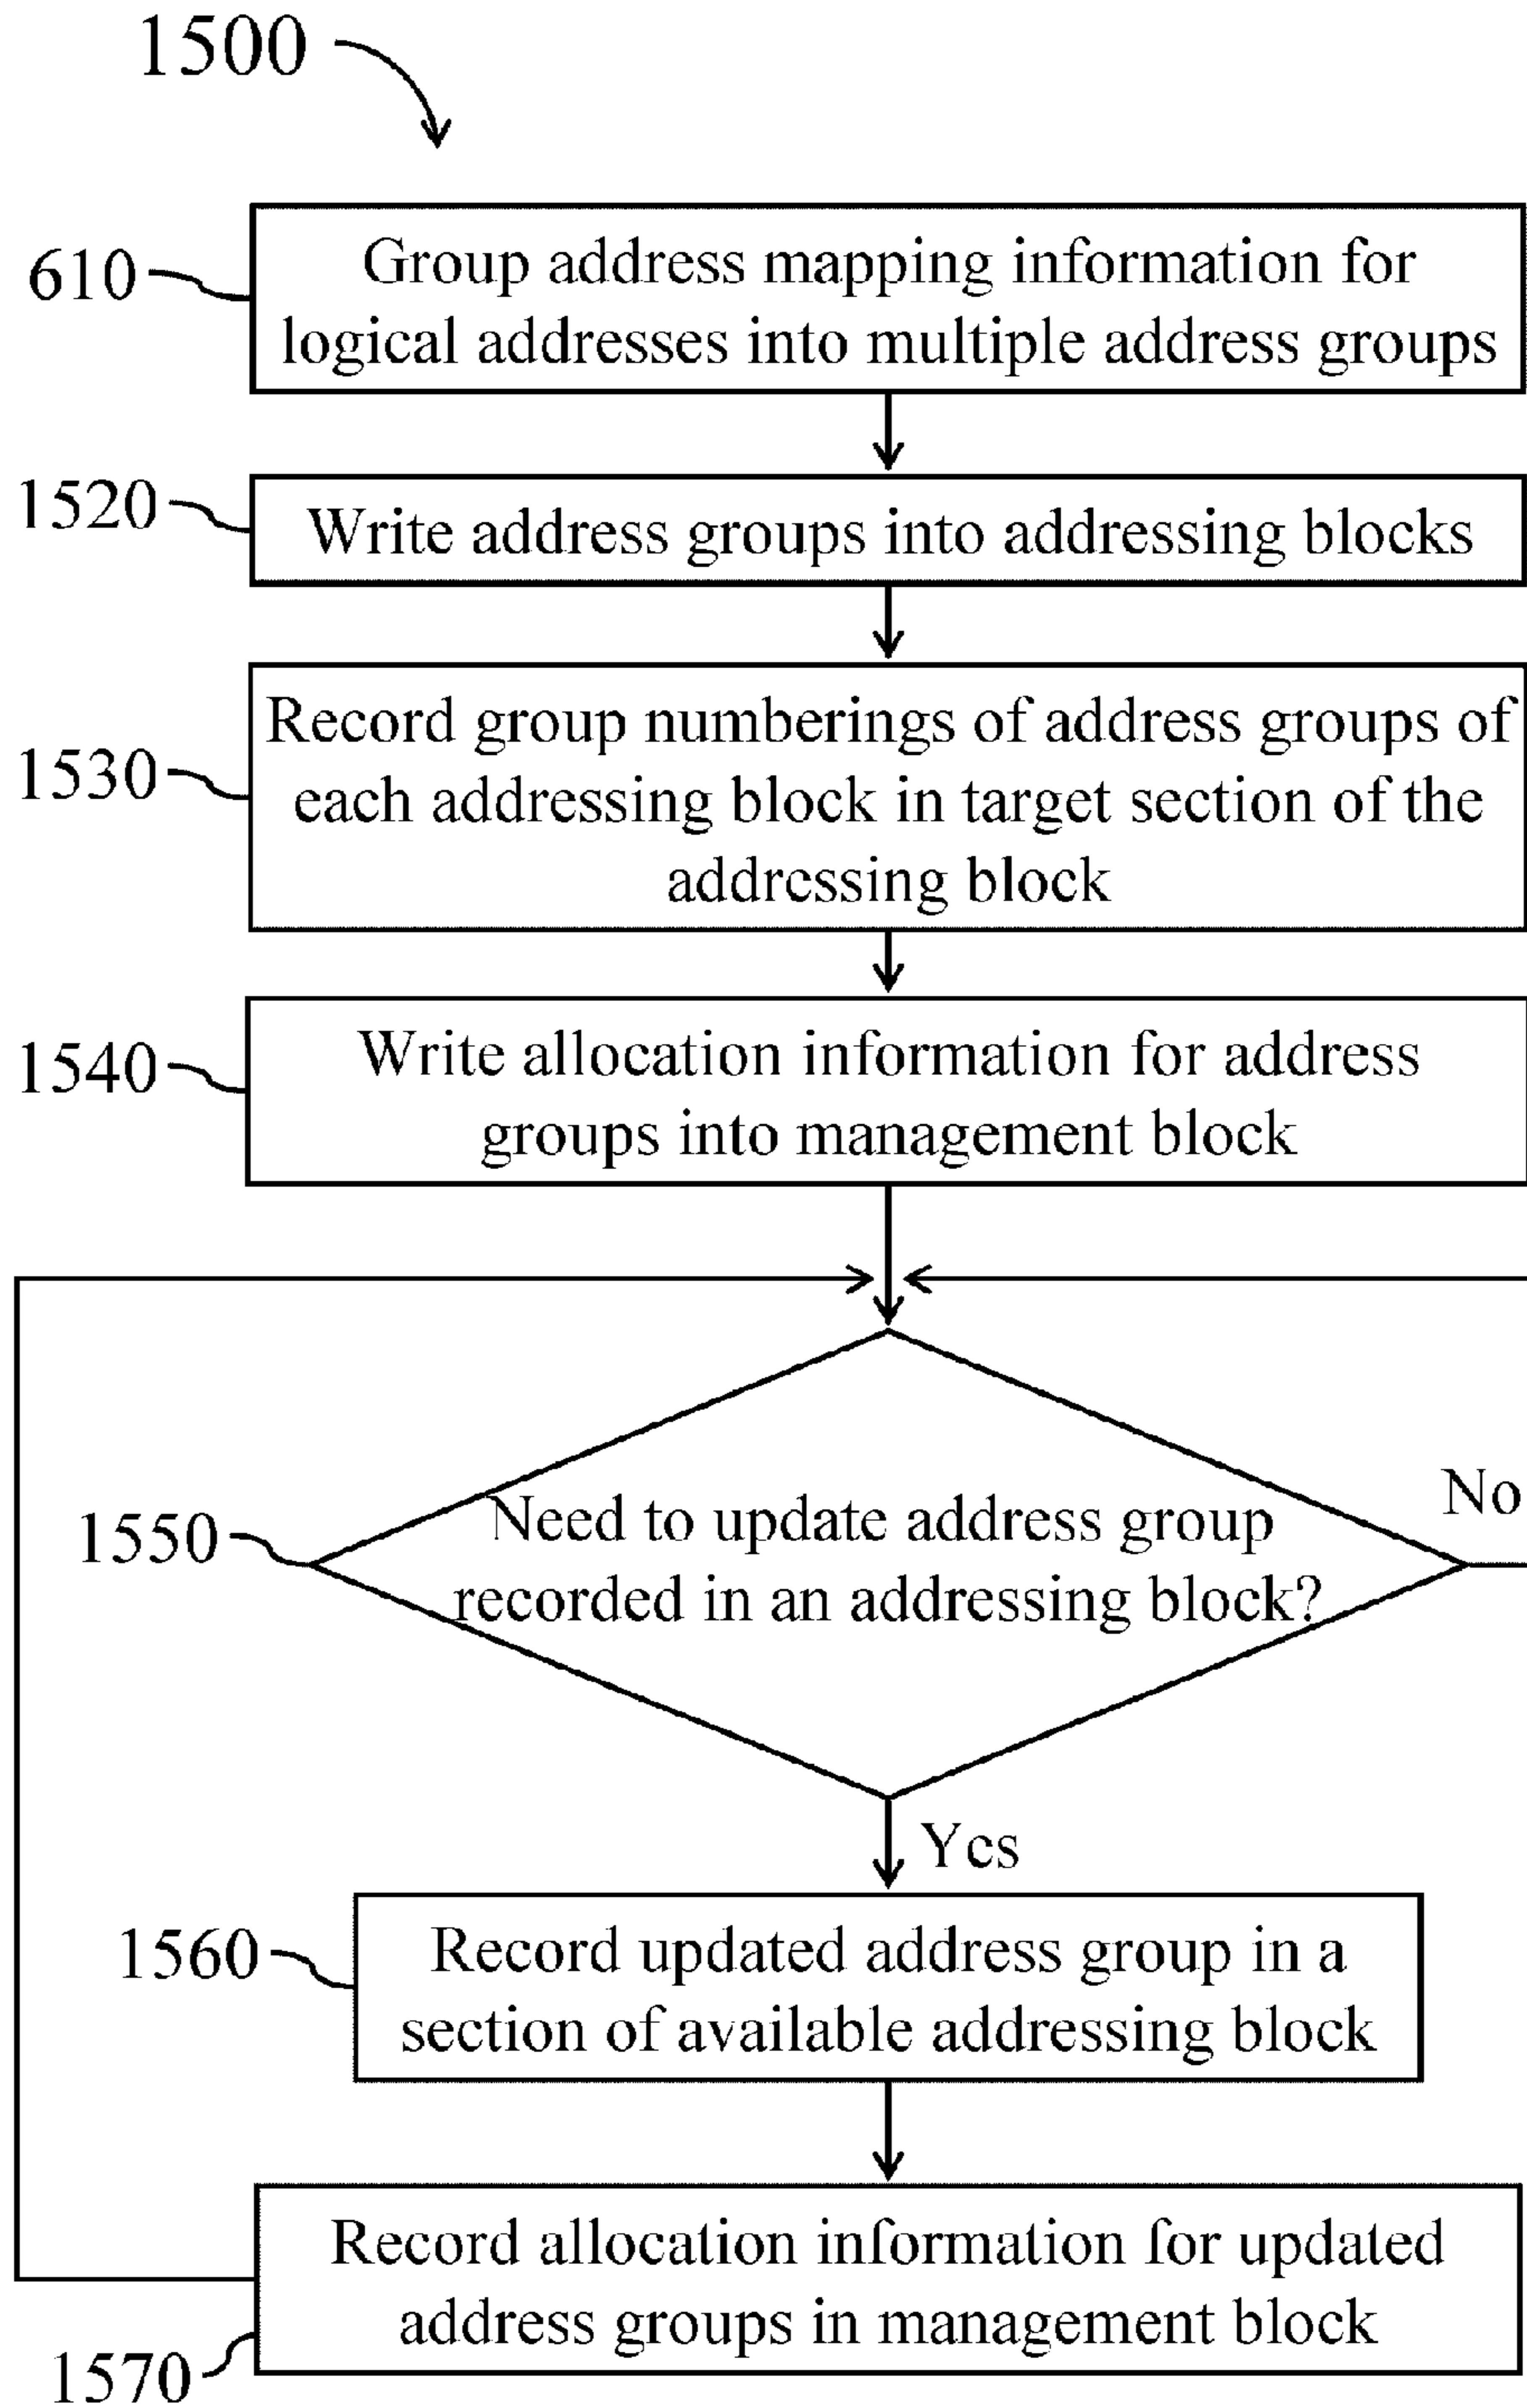 1500
610
Group address mapping information for
logical addresses into multiple address groups
1520
Write address groups into addressing blocks
1530
Record group numberings of address groups of
each addressing block in target section of the
addressing block
1540
Write allocation information for address
groups into management block
1550
Need to update address group
recorded in an addressing block?
No
Yes
1560
Record updated address group in a
section of available addressing block
Record allocation information for updated
address groups in management block
1570